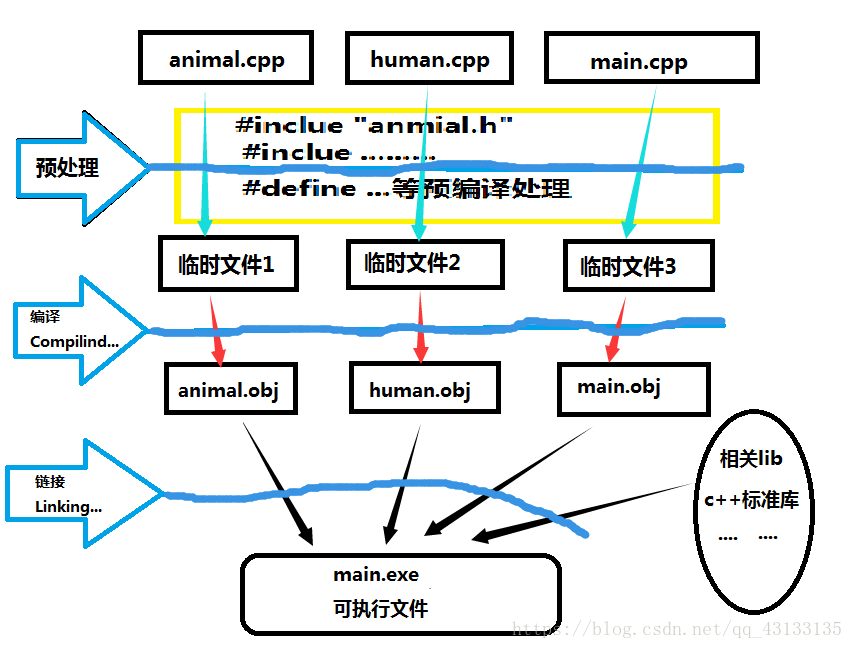 animal.cpp
human.cpp
main.cpp
#inclue "anmial.h"
#inclue .........
#define ...等预编译处理
预处理
临时文件1
临时文件2
临时文件3
编译
Compilind...
animal.obj
human.obj
main.obj
相关lib
c++标准库
.... ....
链接
Linking...
main.exe
可执行文件
https://blog.csdn.net/qq_43133135